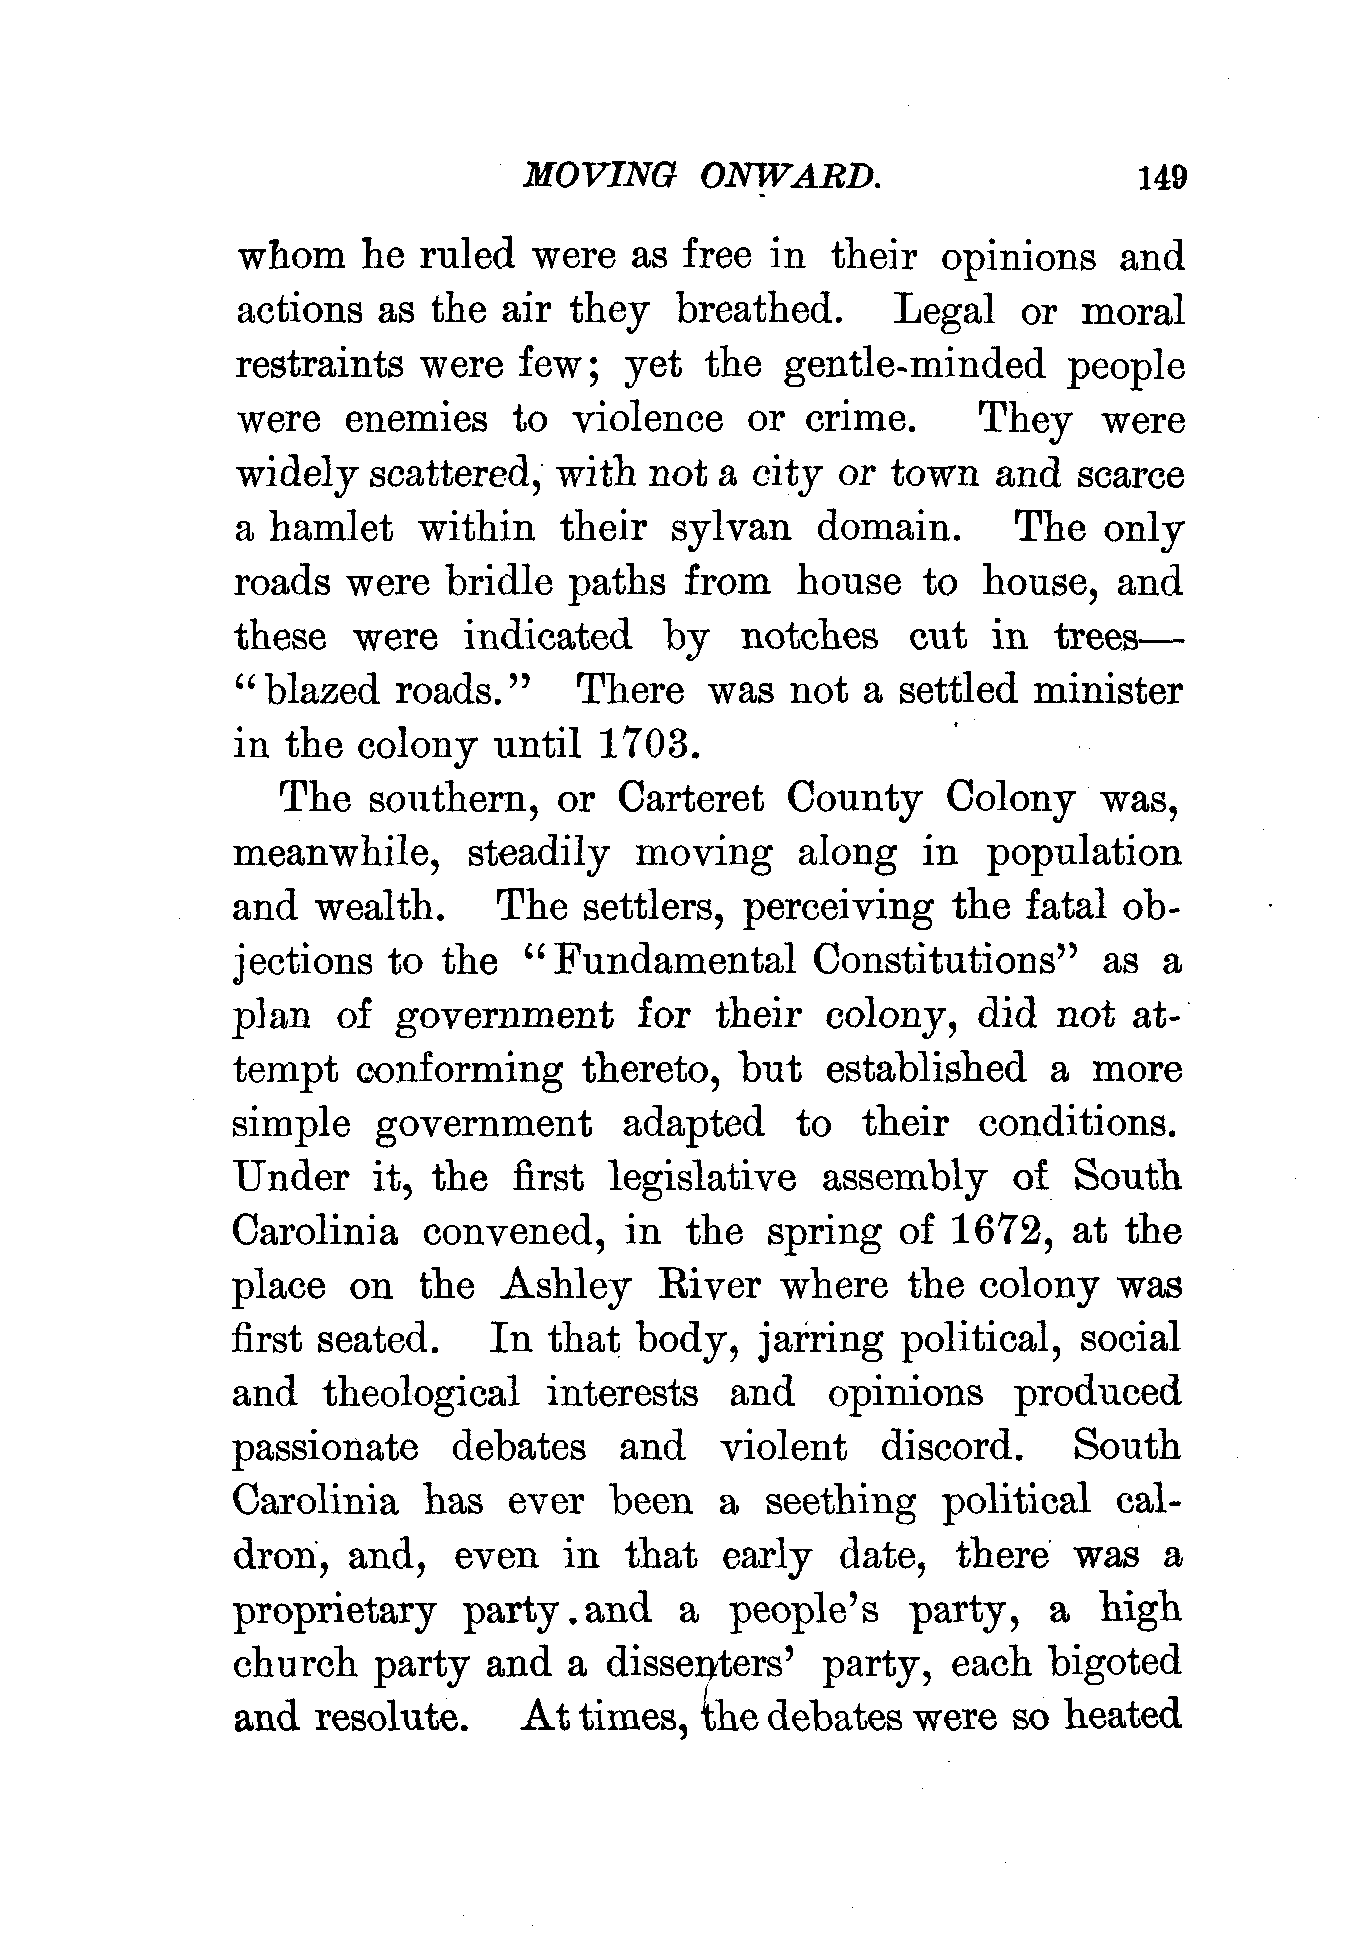 MOVING ONWARD. 149
whom he ruled were as free in their opinions and
actions as the air they breathed. Legal or moral
restraints were few; yet the gentle-minded people
were enemies to violence or crime. They were
widely scattered, with not a city or town and scarce
a hamlet within their sylvan domain. The only
roads were bridle paths from house to house, and
these were indicated by notches cut in trees—
“blazed roads.” There was not a settled minister
in the colony until 1703.
The southern, or Carteret County Colony was,
meanwhile, steadily moving along in population
and wealth. The settlers, perceiving the fatal ob-
jections to the “Fundamental Constitutions” as a
plan of government for their colony, did not at-
tempt conforming thereto, but established a more
simple government adapted to their conditions.
Under it, the first legislative assembly of South
Carolinia convened, in the spring of 1672, at the
place on the Ashley River where the colony was
first seated. In that body, jarring political, social
and theological interests and opinions produced
passionate debates and violent discord. South
Carolinia has ever been a seething political cal-
dron, and, even in that early date, there was a
proprietary party.and a people’s party, a high
church party and a dissenters’ party, each bigoted
and resolute. At times, the debates were so heated